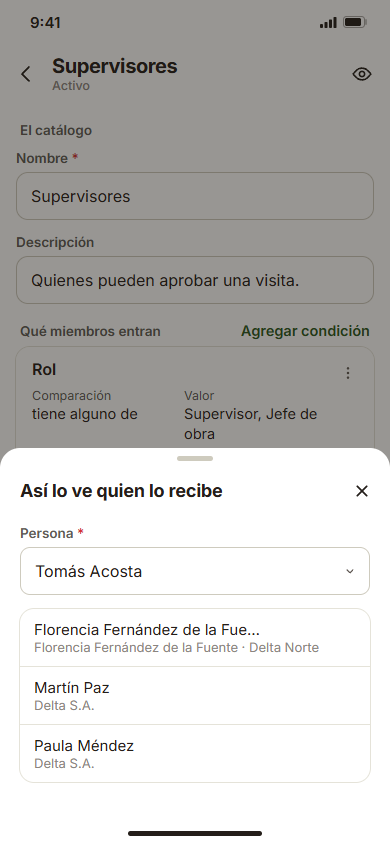 9:41
Supervisores
Activo
El catálogo
Nombre *
Supervisores
Descripción
Quienes pueden aprobar una visita.
Qué miembros entran
Agregar condición
Rol
Comparación
Valor
tiene alguno de
Supervisor, Jefe de
obra
Así lo ve quien lo recibe
Persona *
Tomás Acosta
Florencia Fernández de la Fue...
Florencia Fernández de la Fuente · Delta Norte
Martín Paz
Delta S.A.
Paula Méndez
Delta S.A.